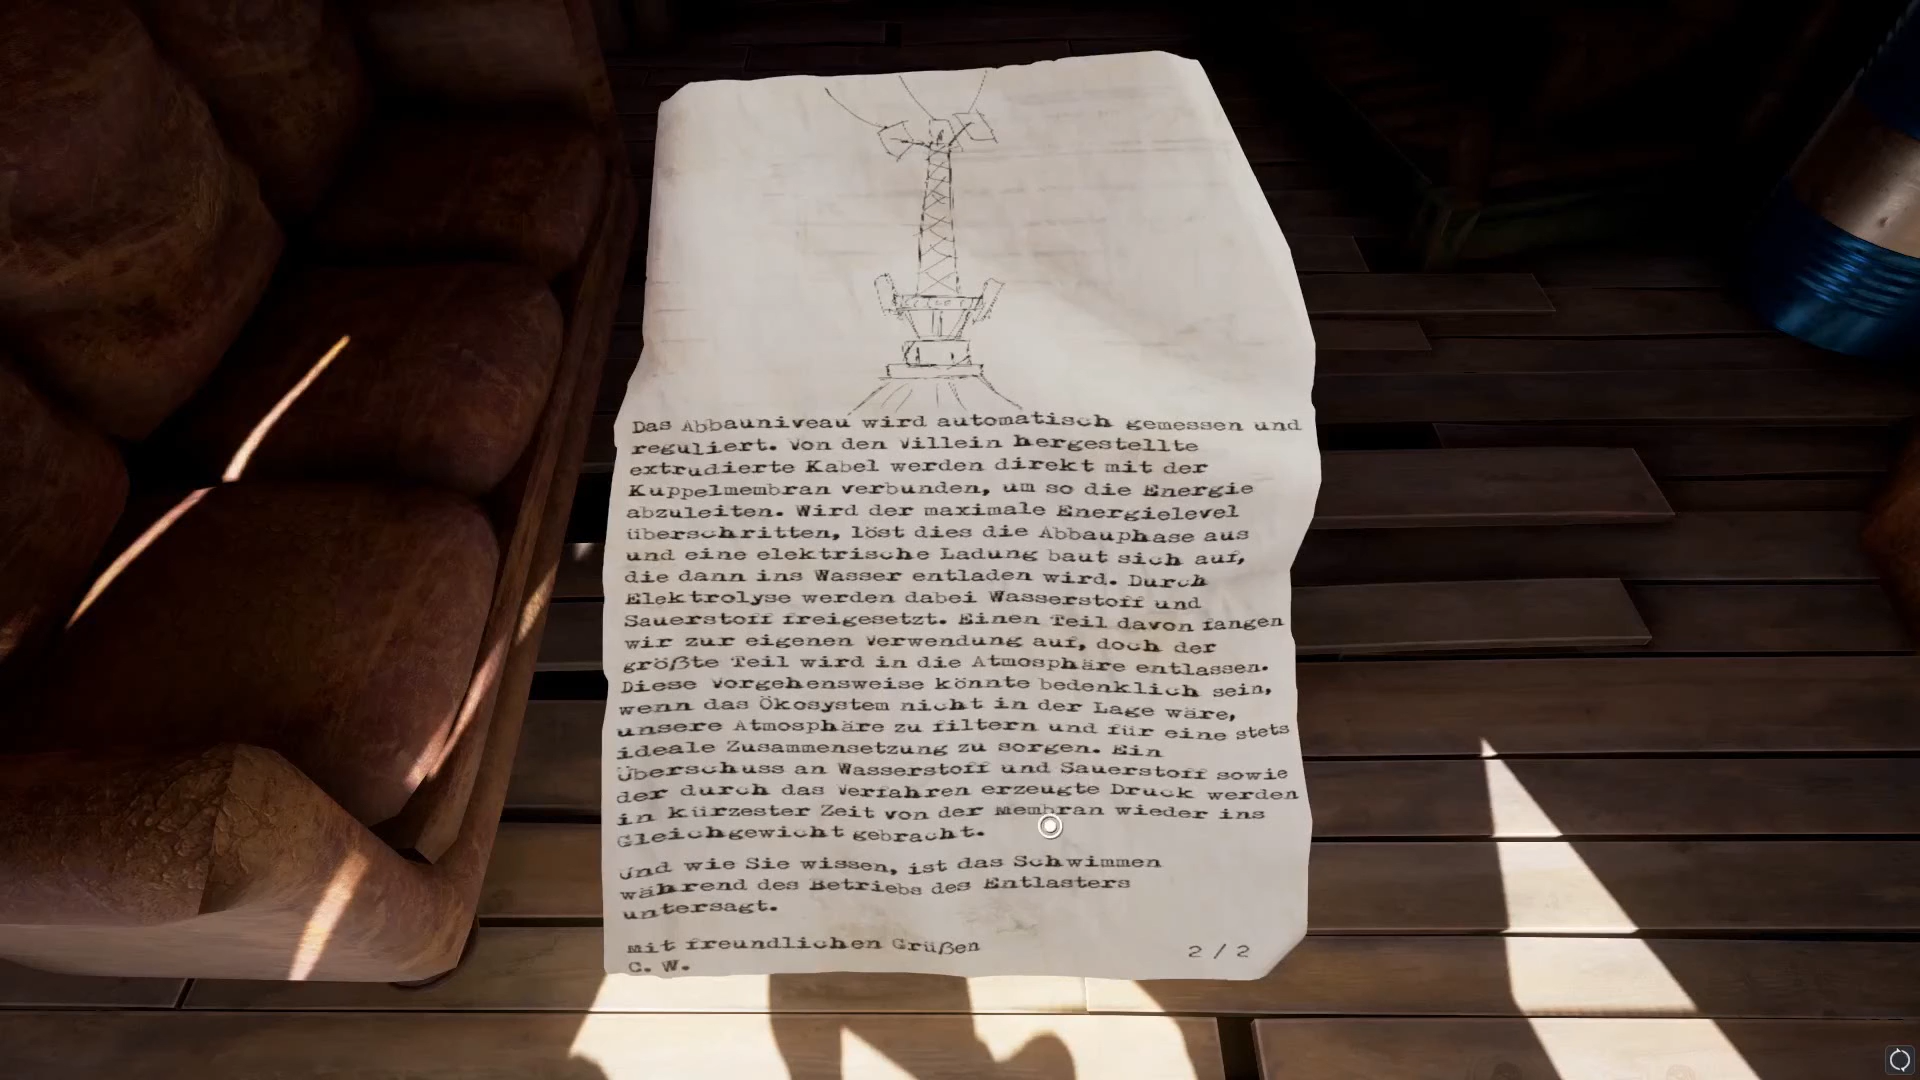 Das Abbauniveau wird automatisch gemessen und
reguliert. Von den Villein hergestellte
extrudierte Kabel werden direkt mit der
Kuppelmembran verbunden, um so die Energie
abzuleiten. Wird der maximale Energielevel
überschritten, löst dies die Abbauphase aus
und eine elektrische Ladung baut sich auf,
die dann ins Wasser entladen wird. Durch
Elektrolyse werden dabei Wasserstoff und
Sauerstoff freigesetzt. Einen Teil davon fangen
wir zur eigenen Verwendung auf, doch der
größte Teil wird in die Atmosphäre entlassen.
Diese Vorgehensweise könnte bedenklich sein,
wenn das Ökosystem nicht in der Lage wäre,
unsere Atmosphäre zu filtern und für eine stets
ideale Zusammensetzung zu sorgen. Ein
Überschuss an Wasserstoff und Sauerstoff sowie
der durch das Verfahren erzeugte Druck werden
in kürzester Zeit von der Membran wieder ins
Gleichgewicht gebracht.
Und wie Sie wissen, ist das Schwimmen
während des Betriebs des Entlasters
untersagt.
mit freundlichen Grüßen
C. W.
2 / 2